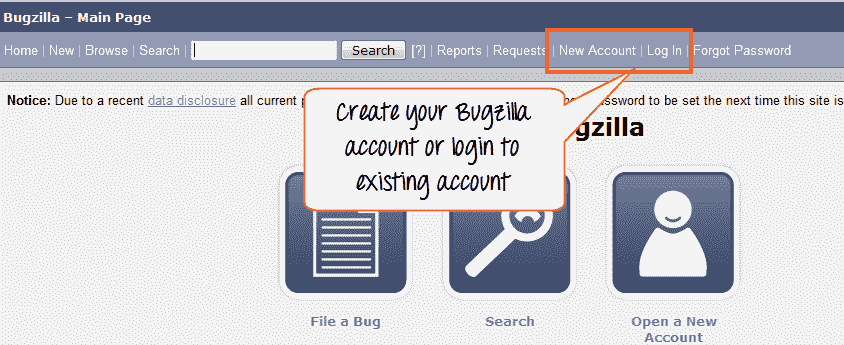 Bugzilla – Main Page
Home | New | Browse | Search | Search [?] | Reports | Requests | New Account | Log In | Forgot Password
Notice: Due to a recent data disclosure all current password to be set the next time this site is
gzilla
Create your Bugzilla
account or login to
existing account
File a Bug
Search
Open a New
Account